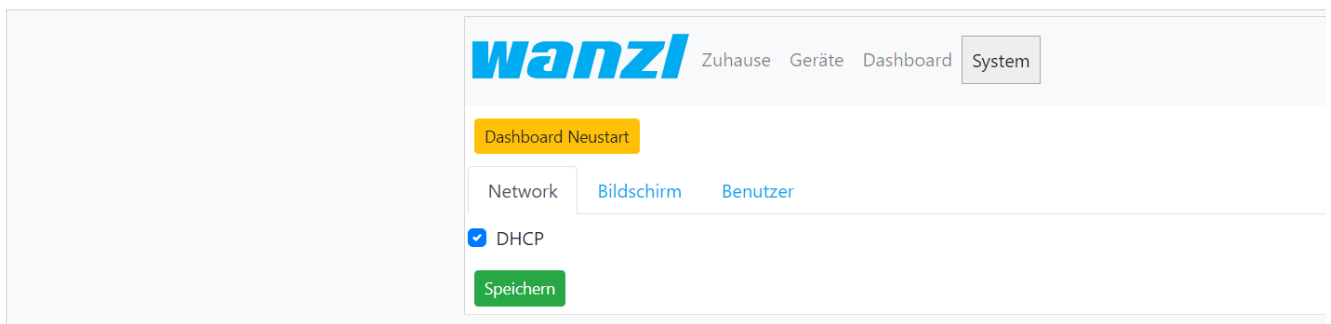 wanzl Zuhause Geräte Dashboard System
Dashboard Neustart
Network Bildschirm Benutzer
DHCP
Speichern